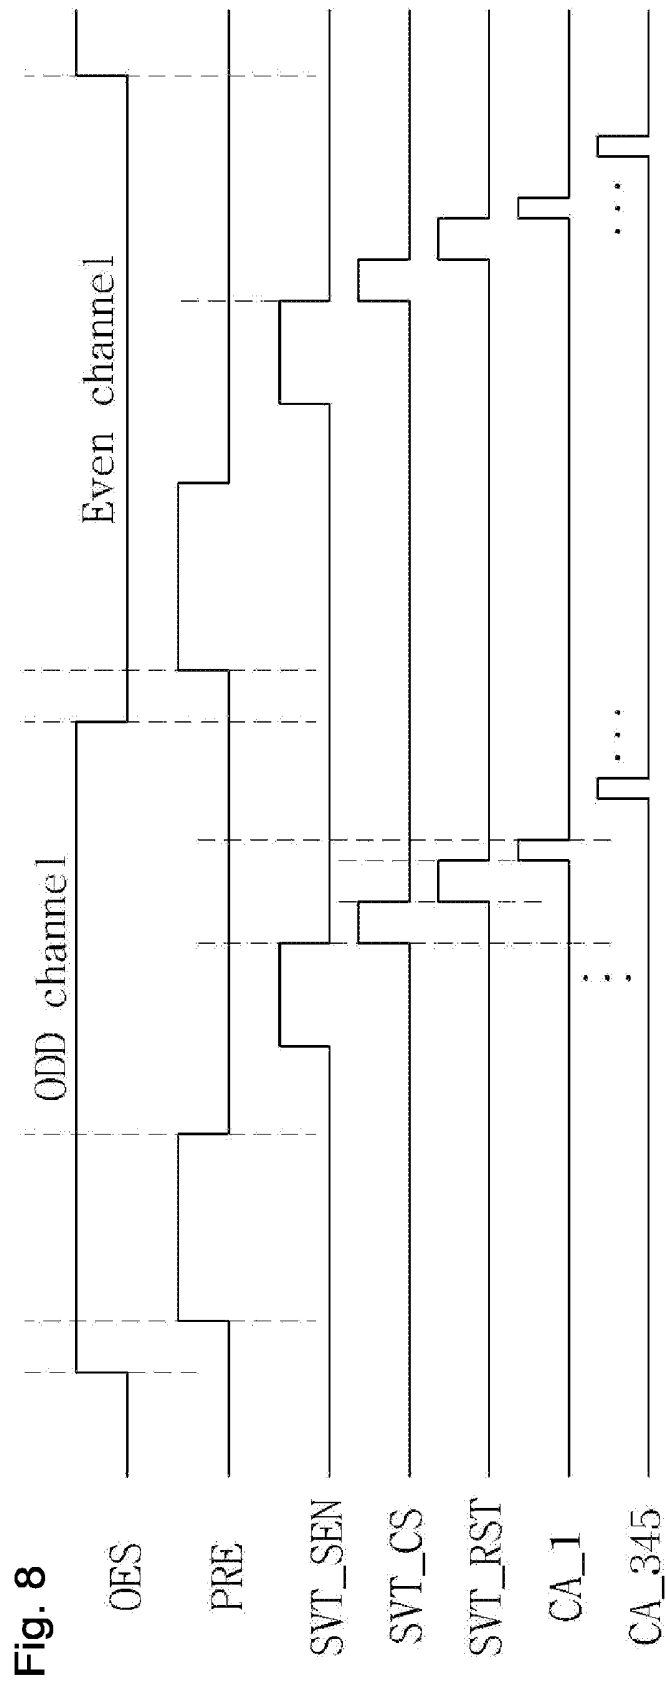 Fig. 8
OES
ODD channel
Even channel
PRE
SVT_SEN
SVT_CS
SVT_RST
CA_1
CA_345